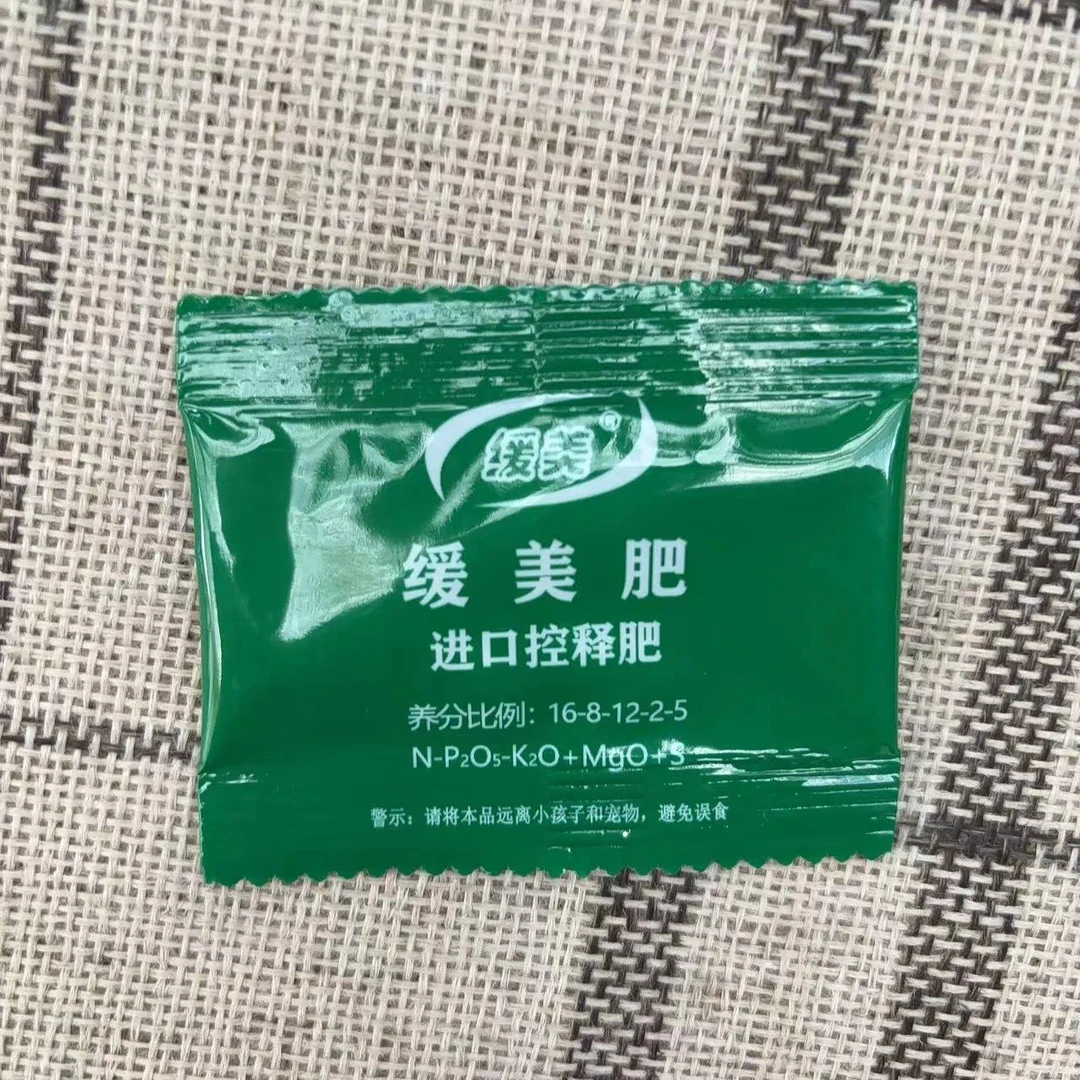 缓美®
缓美肥
进口控释肥
养分比例：16-8-12-2-5
N-P₂O₅-K₂O+MgO+S
警示：请将本品远离小孩子和宠物，避免误食